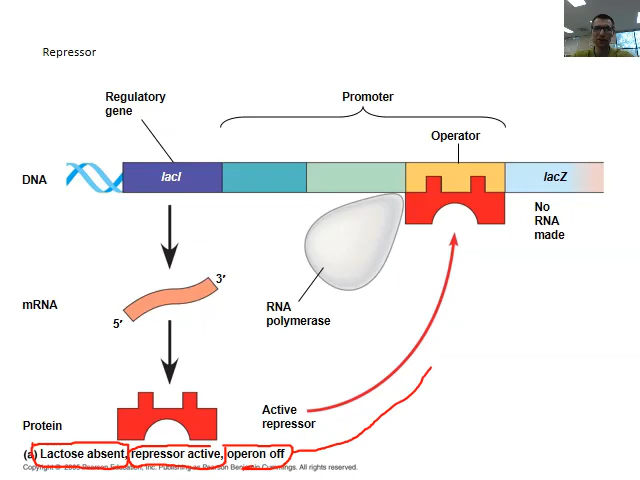 Repressor
Regulatory
gene
Promoter
Operator
DNA
lacI
lacZ
No
RNA
made
mRNA
3′
5′
RNA
polymerase
Active
repressor
Protein
(a) Lactose absent, repressor active, operon off
Copyright © 2005 Pearson Education, Inc. Publishing as Pearson Benjamin Cummings. All rights reserved.